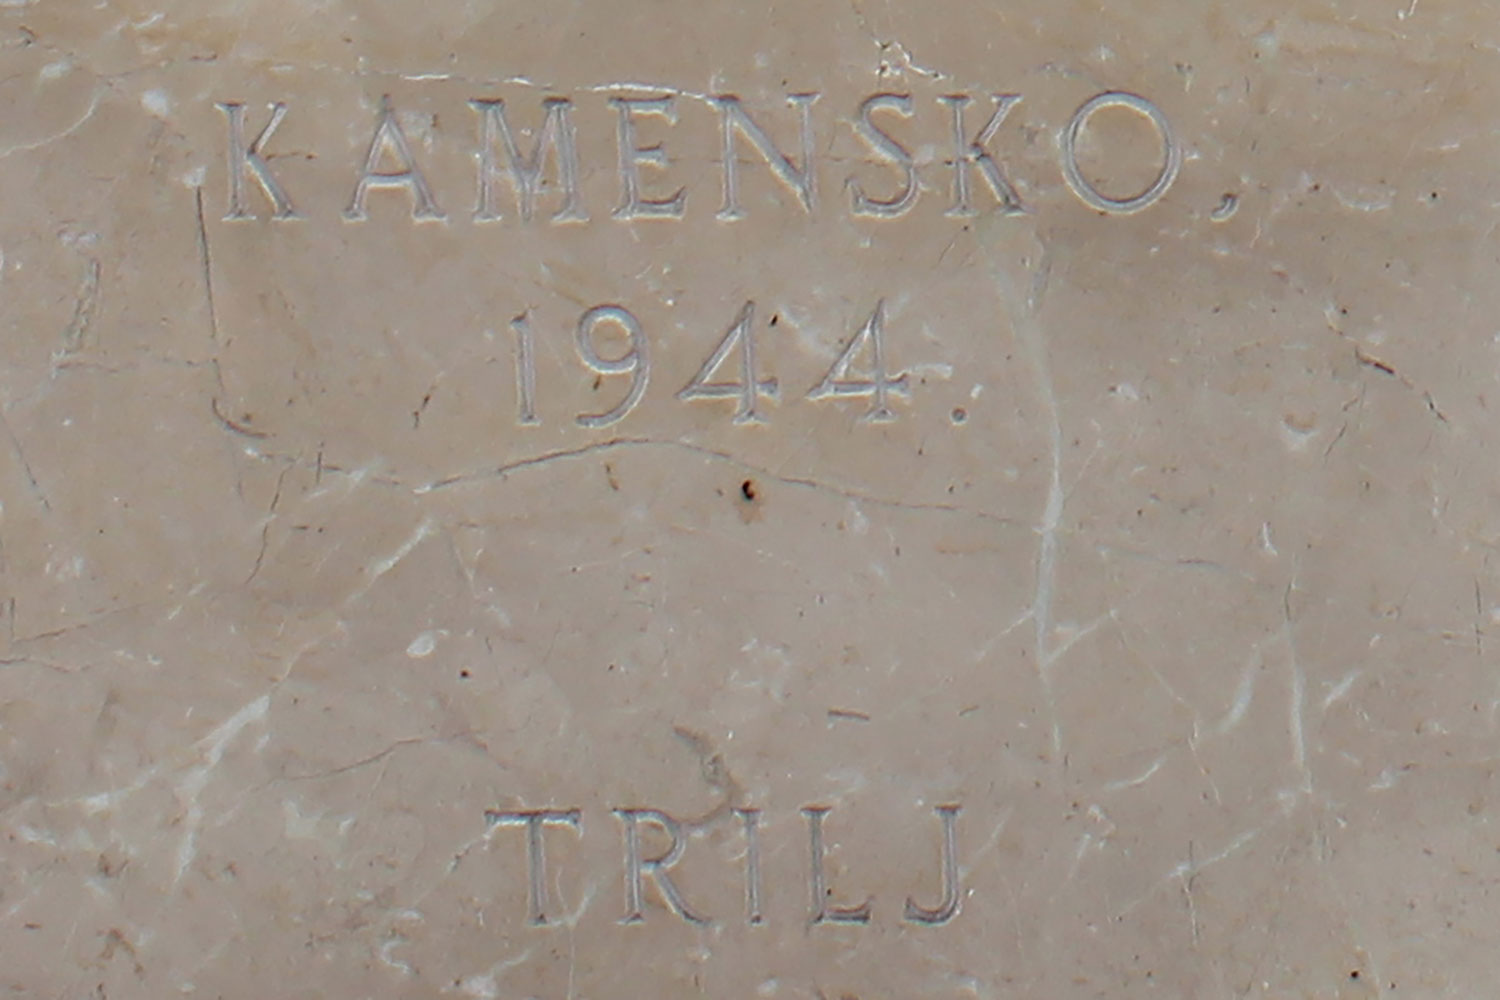 KAMENSKO,
1944.
TRILJ